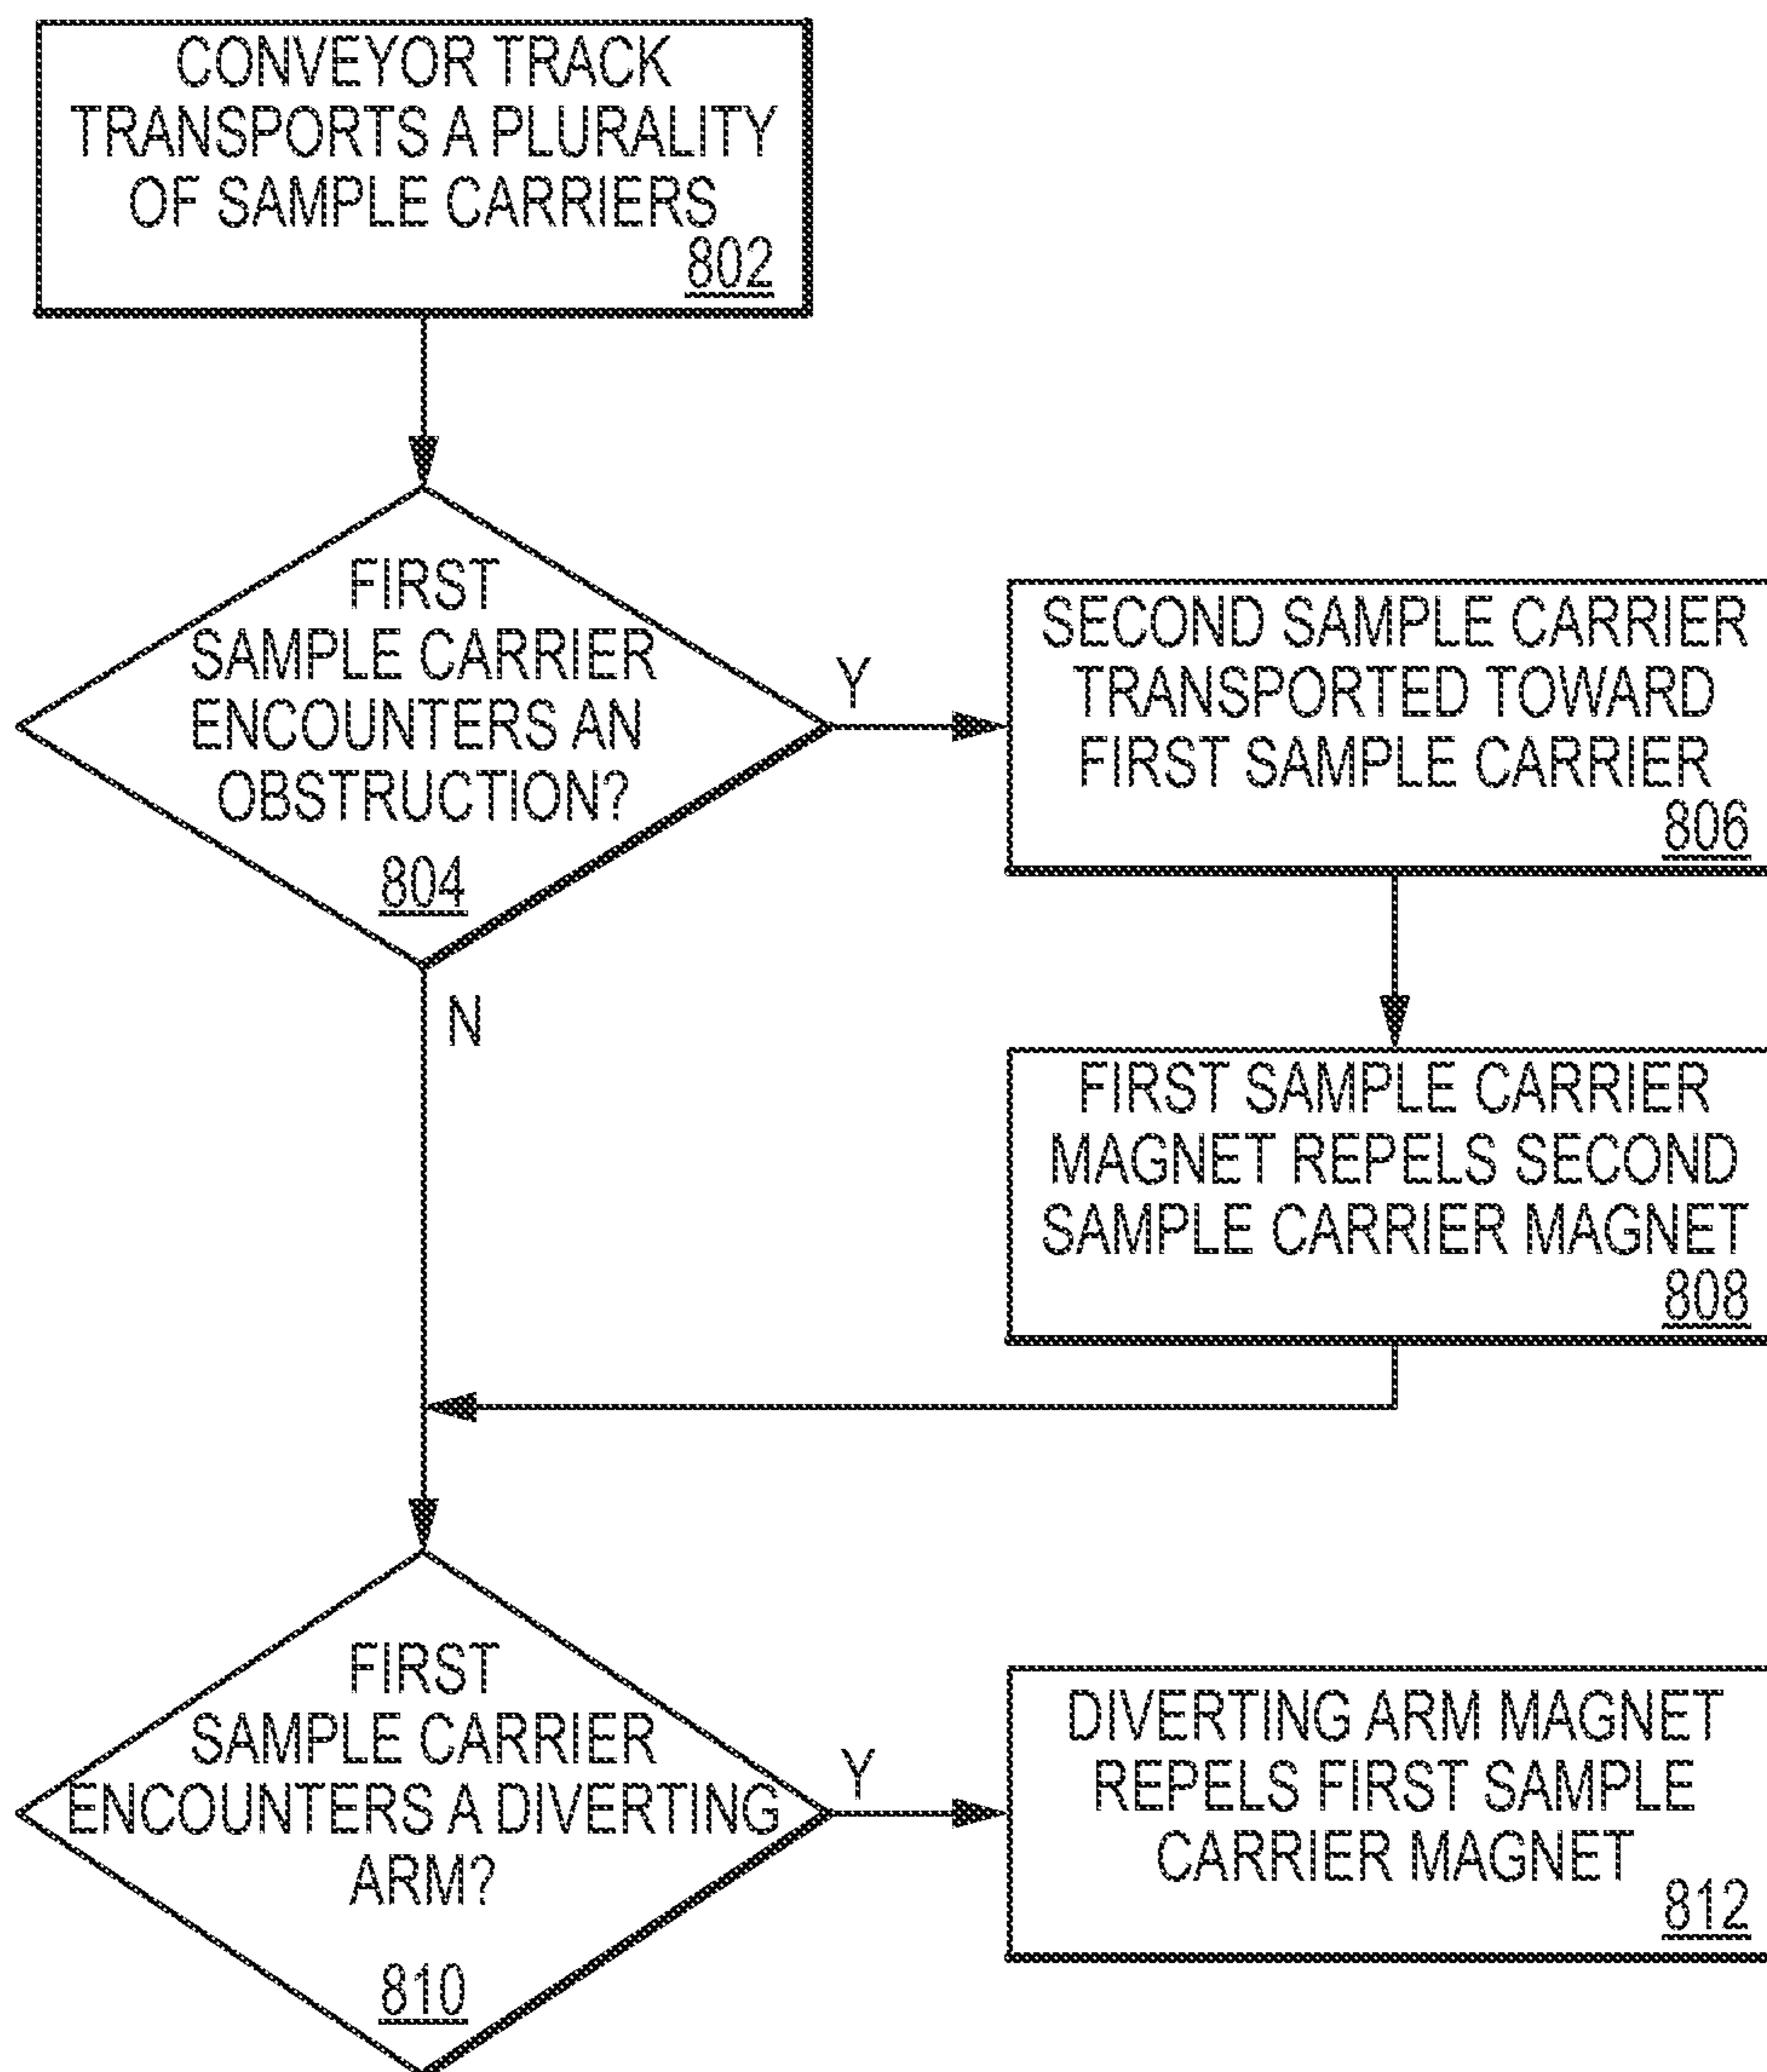 CONVEYOR TRACK
TRANSPORTS A PLURALITY
OF SAMPLE CARRIERS
802
FIRST
SAMPLE CARRIER
ENCOUNTERS AN
OBSTRUCTION?
804
Y
N
SECOND SAMPLE CARRIER
TRANSPORTED TOWARD
FIRST SAMPLE CARRIER
806
FIRST SAMPLE CARRIER
MAGNET REPELS SECOND
SAMPLE CARRIER MAGNET
808
FIRST
SAMPLE CARRIER
ENCOUNTERS A DIVERTING
ARM?
810
Y
DIVERTING ARM MAGNET
REPELS FIRST SAMPLE
CARRIER MAGNET
812